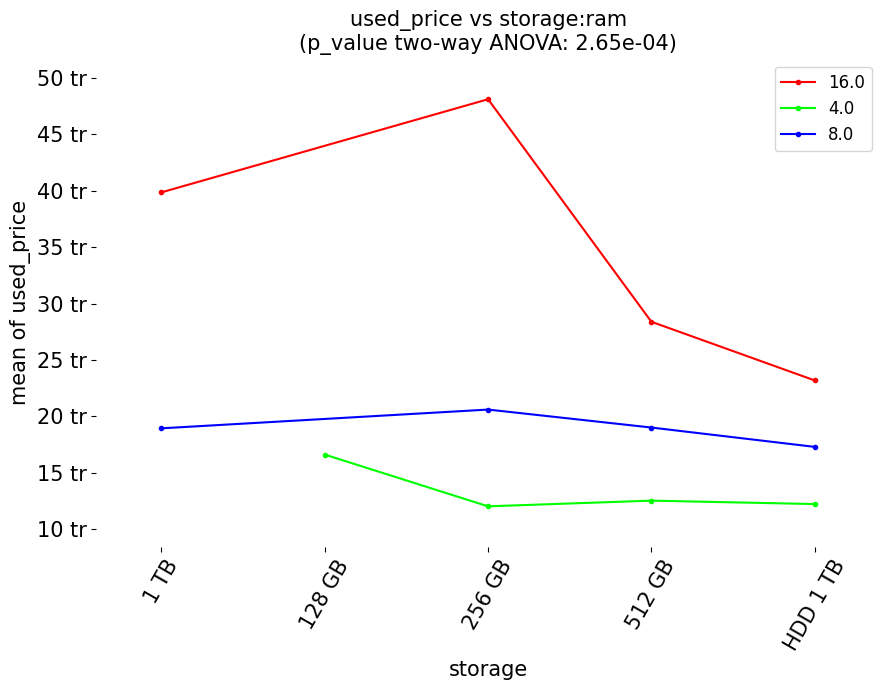 used_price vs storage:ram
(p_value two-way ANOVA: 2.65e-04)
16.0
4.0
8.0
mean of used_price
50 tr
45 tr
40 tr
35 tr
30 tr
25 tr
20 tr
15 tr
10 tr
1 TB
128 GB
256 GB
512 GB
HDD 1 TB
storage